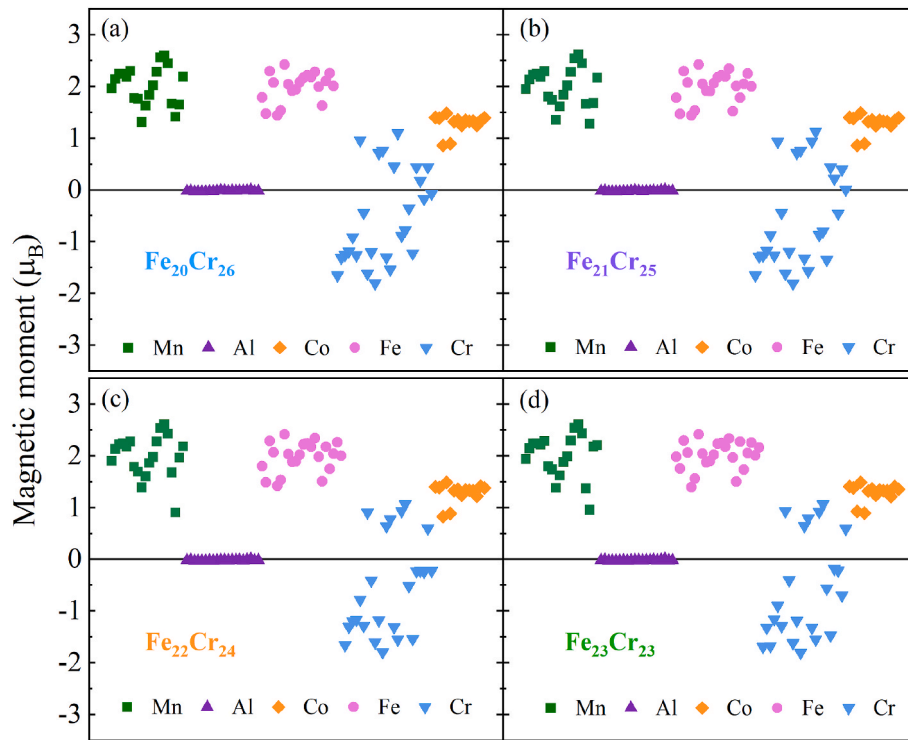 Magnetic moment (μ_B)
(a)
3
2
1
0
-1
-2
-3
Fe₂₀Cr₂₆
Mn Al Co Fe Cr
(b)
Fe₂₁Cr₂₅
Mn Al Co Fe Cr
(c)
3
2
1
0
-1
-2
-3
Fe₂₂Cr₂₄
Mn Al Co Fe Cr
(d)
Fe₂₃Cr₂₃
Mn Al Co Fe Cr